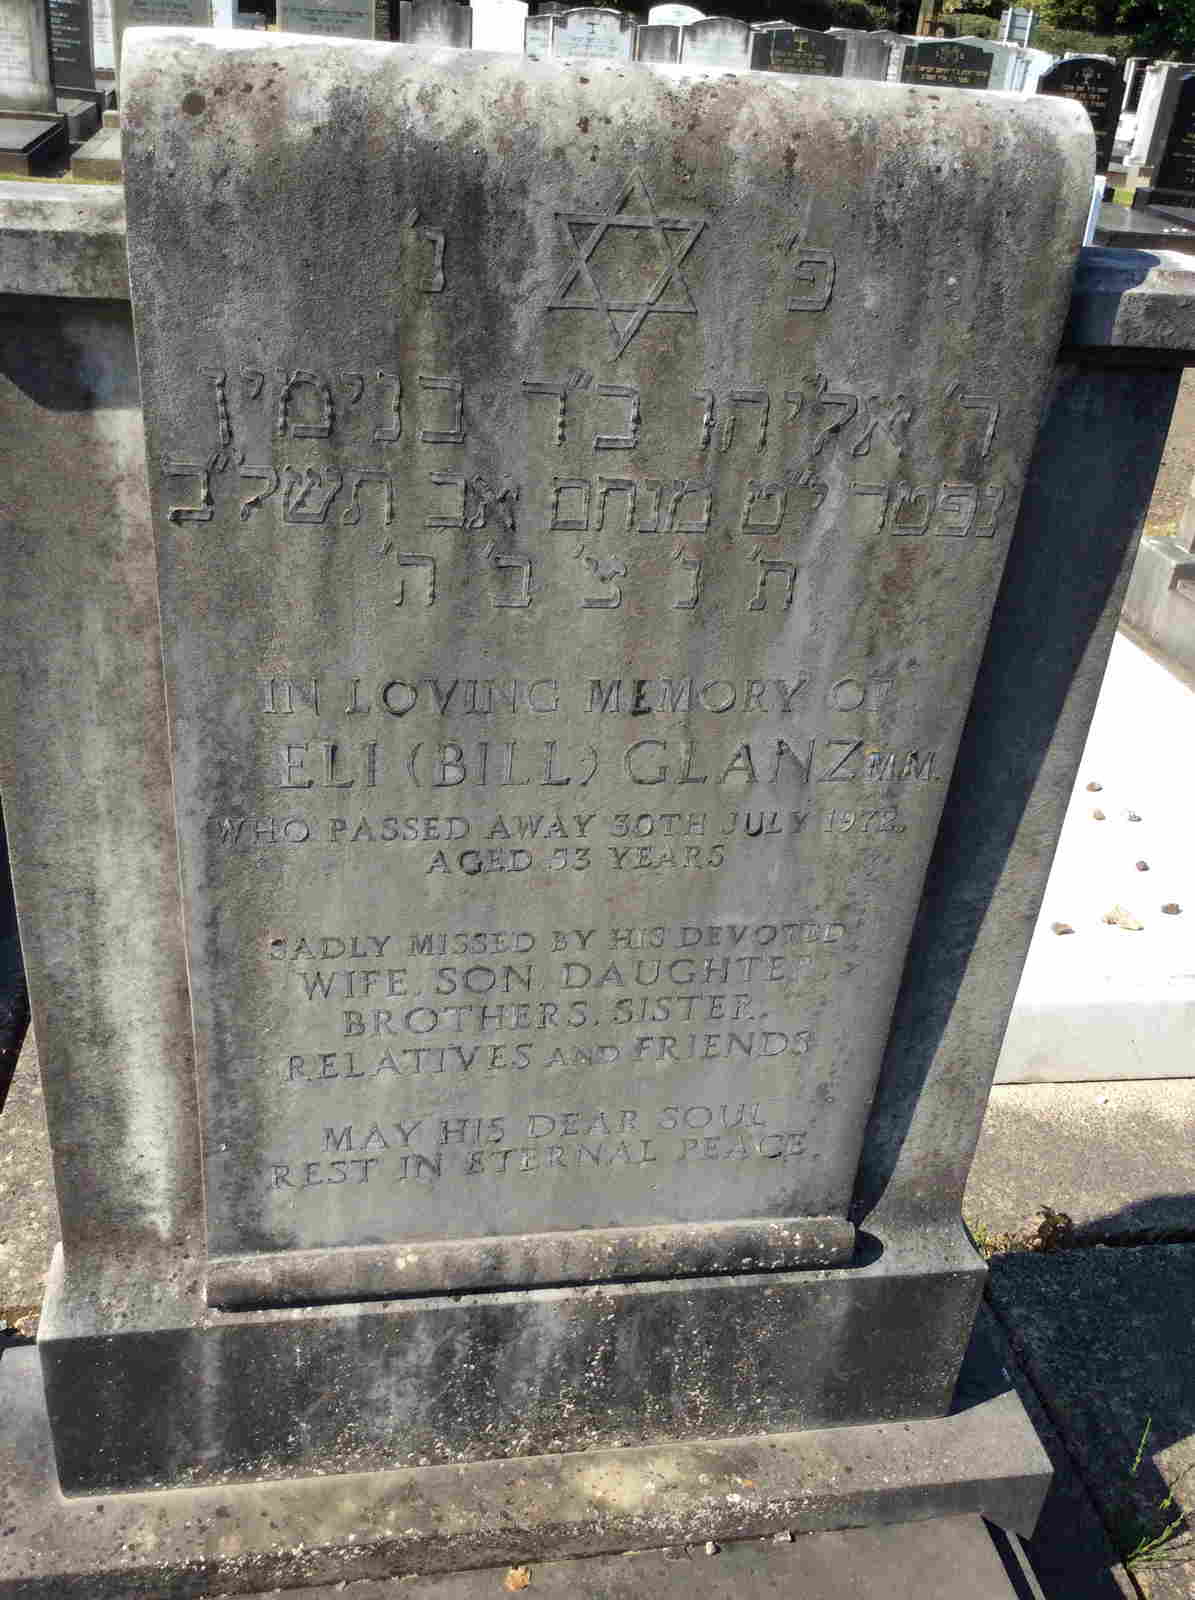 פ״ נ׳
ר׳ אליהו ב״ר בנימין
נפטר י״ט מנחם אב תשל״ב
ת׳ נ׳ צ׳ ב׳ ה׳
IN LOVING MEMORY OF
ELI (BILL) GLANZ M.M.
WHO PASSED AWAY 30TH JULY 1972.
AGED 53 YEARS
SADLY MISSED BY HIS DEVOTED
WIFE, SON, DAUGHTER,
BROTHERS, SISTER,
RELATIVES AND FRIENDS
MAY HIS DEAR SOUL
REST IN ETERNAL PEACE.